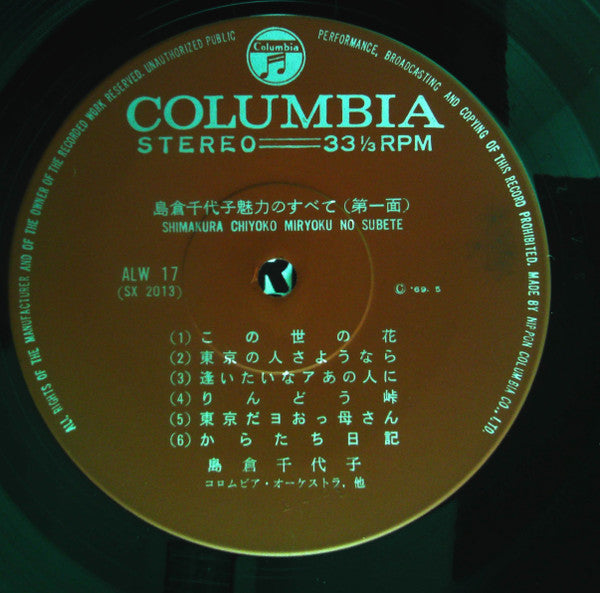 ALL RIGHTS OF THE MANUFACTURER AND OF THE OWNER OF THE RECORDED WORK RESERVED. UNAUTHORIZED PUBLIC PERFORMANCE, BROADCASTING AND COPYING OF THIS RECORD PROHIBITED. MADE BY NIPPON COLUMBIA CO., LTD.
Columbia
COLUMBIA
STEREO 33 1/3 RPM
島倉千代子魅力のすべて(第一面)
SHIMAKURA CHIYOKO MIRYOKU NO SUBETE
ALW 17
(SX 2013)
Ⓒ '69. 5
(1) この世の花
(2) 東京の人さようなら
(3) 逢いたいなアあの人に
(4) りんどう峠
(5) 東京だヨおっ母さん
(6) からたち日記
島倉千代子
コロムビア・オーケストラ, 他